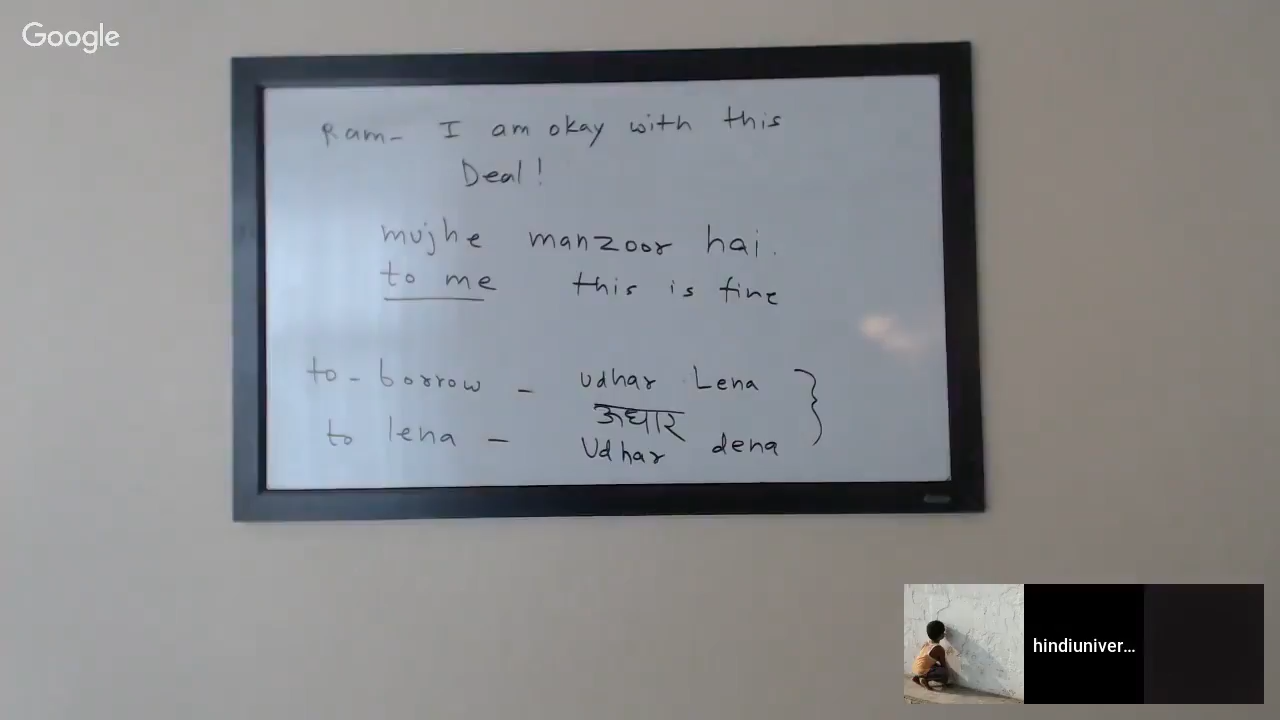 Google
Ram- I am okay with this
Deal!
mujhe manzoor hai.
to me this is fine
to-borrow - udhar Lena
ऊधार
to lena - Udhar dena
hindiuniver...